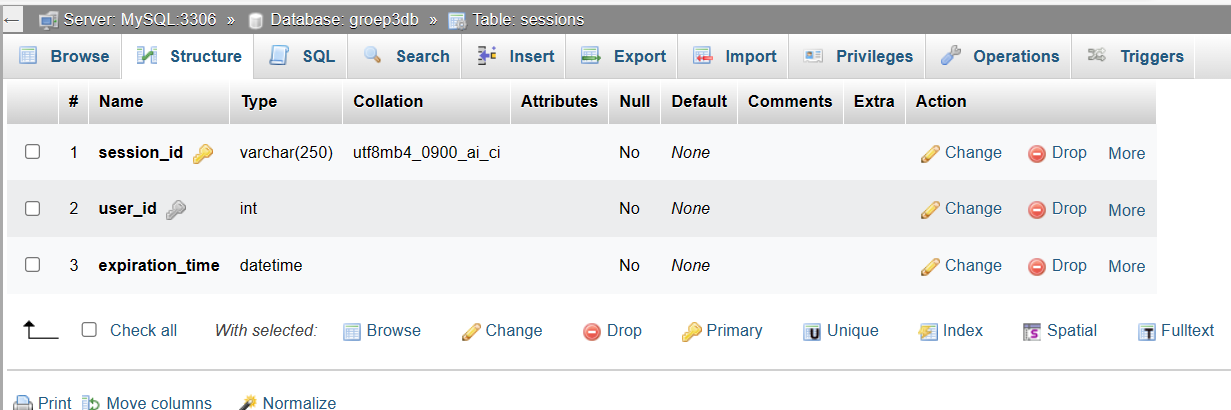 ← Server: MySQL:3306 » Database: groep3db » Table: sessions
Browse Structure SQL Search Insert Export Import Privileges Operations Triggers
# Name Type Collation Attributes Null Default Comments Extra Action
1 session_id varchar(250) utf8mb4_0900_ai_ci No None Change Drop More
2 user_id int No None Change Drop More
3 expiration_time datetime No None Change Drop More
Check all With selected: Browse Change Drop Primary Unique Index Spatial Fulltext
Print Move columns Normalize